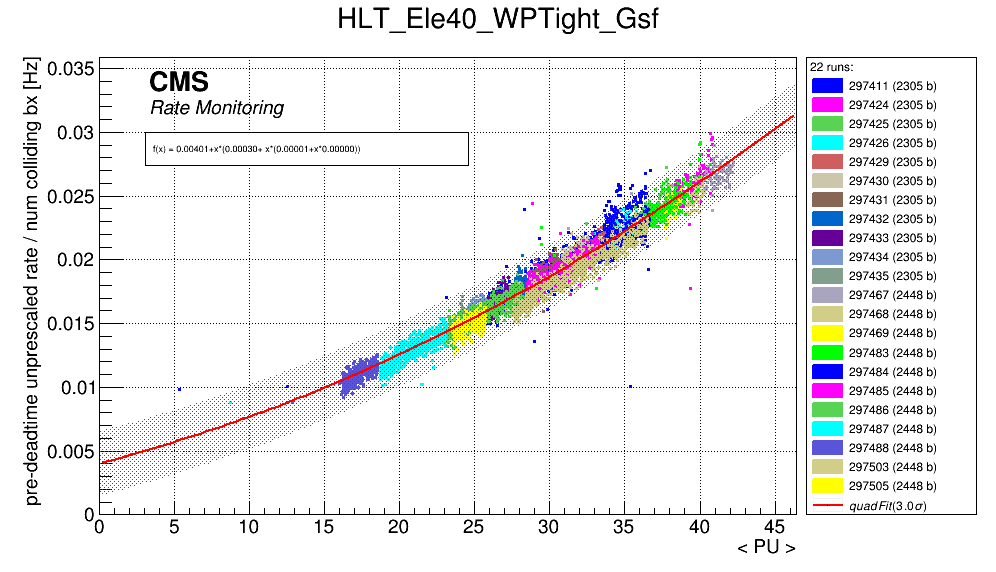 HLT_Ele40_WPTight_Gsf
pre-deadtime unprescaled rate / num colliding bx [Hz]
0.035
0.03
0.025
0.02
0.015
0.01
0.005
0
CMS
Rate Monitoring
f(x) = 0.00401+x*(0.00030+ x*(0.00001+x*0.00000))
0 5 10 15 20 25 30 35 40 45
< PU >
22 runs:
297411 (2305 b)
297424 (2305 b)
297425 (2305 b)
297426 (2305 b)
297429 (2305 b)
297430 (2305 b)
297431 (2305 b)
297432 (2305 b)
297433 (2305 b)
297434 (2305 b)
297435 (2305 b)
297467 (2448 b)
297468 (2448 b)
297469 (2448 b)
297483 (2448 b)
297484 (2448 b)
297485 (2448 b)
297486 (2448 b)
297487 (2448 b)
297488 (2448 b)
297503 (2448 b)
297505 (2448 b)
quadFit(3.0σ)